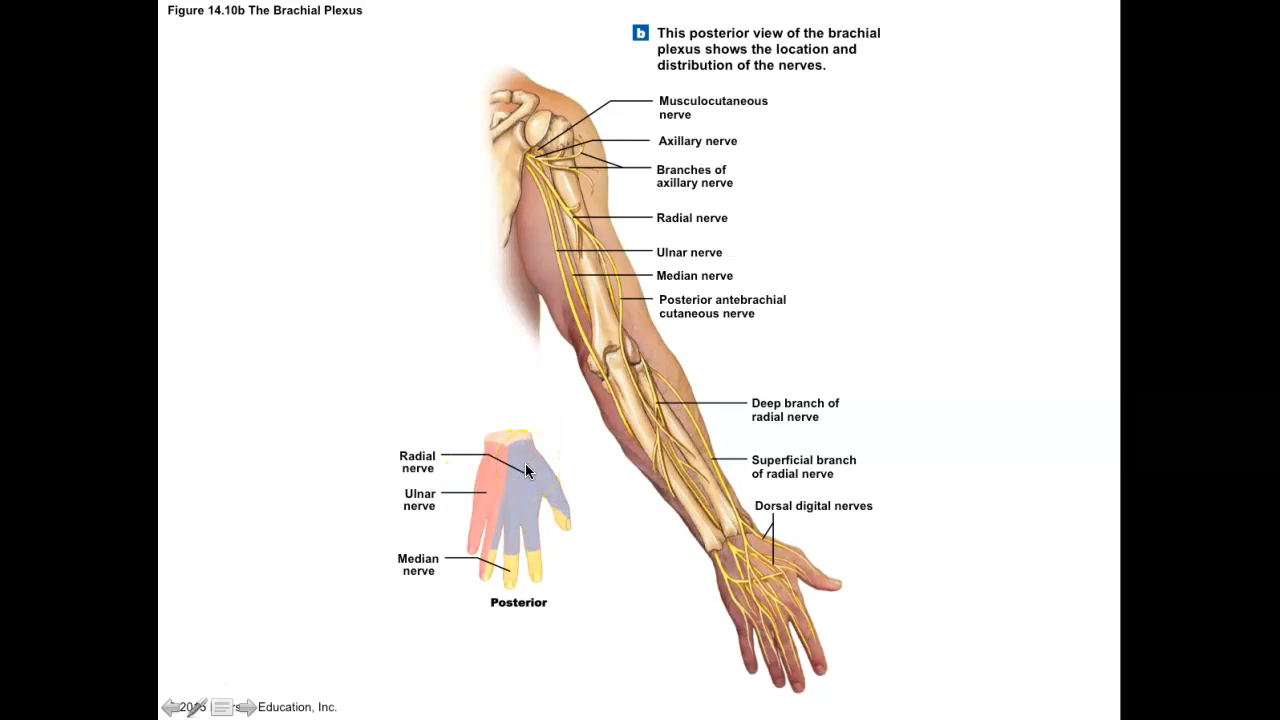 Figure 14.10b The Brachial Plexus
b This posterior view of the brachial
plexus shows the location and
distribution of the nerves.
Musculocutaneous
nerve
Axillary nerve
Branches of
axillary nerve
Radial nerve
Ulnar nerve
Median nerve
Posterior antebrachial
cutaneous nerve
Deep branch of
radial nerve
Superficial branch
of radial nerve
Dorsal digital nerves
Radial
nerve
Ulnar
nerve
Median
nerve
Posterior
Education, Inc.